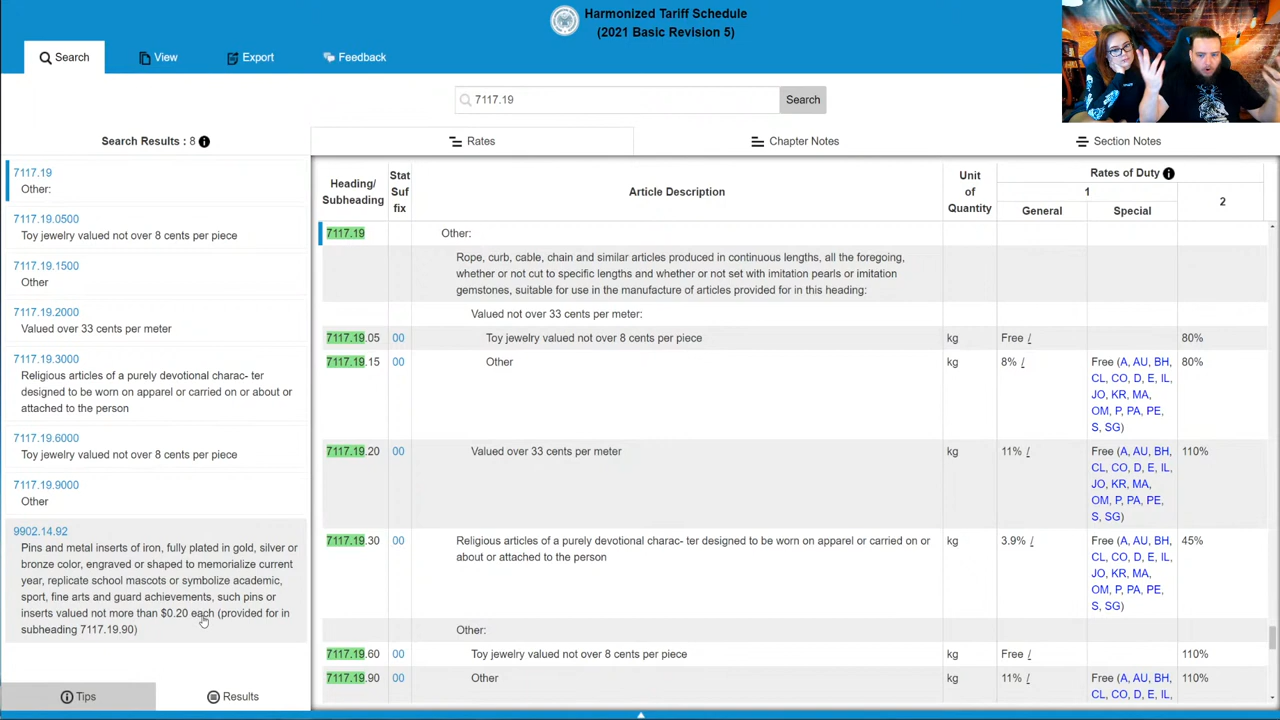 Harmonized Tariff Schedule
(2021 Basic Revision 5)
Search
View
Export
Feedback
7117.19
Search
Search Results : 8
Rates
Chapter Notes
Section Notes
7117.19
Other:
7117.19.0500
Toy jewelry valued not over 8 cents per piece
7117.19.1500
Other
7117.19.2000
Valued over 33 cents per meter
7117.19.3000
Religious articles of a purely devotional charac- ter
designed to be worn on apparel or carried on or about or
attached to the person
7117.19.6000
Toy jewelry valued not over 8 cents per piece
7117.19.9000
Other
9902.14.92
Pins and metal inserts of iron, fully plated in gold, silver or
bronze color, engraved or shaped to memorialize current
year, replicate school mascots or symbolize academic,
sport, fine arts and guard achievements, such pins or
inserts valued not more than $0.20 each (provided for in
subheading 7117.19.90)
Tips
Results
Heading/
Subheading
Stat
Suf
fix
Article Description
Unit
of
Quantity
Rates of Duty
1
General
Special
2
7117.19
Other:
Rope, curb, cable, chain and similar articles produced in continuous lengths, all the foregoing,
whether or not cut to specific lengths and whether or not set with imitation pearls or imitation
gemstones, suitable for use in the manufacture of articles provided for in this heading:
Valued not over 33 cents per meter:
7117.19.05 00 Toy jewelry valued not over 8 cents per piece kg Free / 80%
7117.19.15 00 Other kg 8% / Free (A, AU, BH, 80%
CL, CO, D, E, IL,
JO, KR, MA,
OM, P, PA, PE,
S, SG)
7117.19.20 00 Valued over 33 cents per meter kg 11% / Free (A, AU, BH, 110%
CL, CO, D, E, IL,
JO, KR, MA,
OM, P, PA, PE,
S, SG)
7117.19.30 00 Religious articles of a purely devotional charac- ter designed to be worn on apparel or carried on or kg 3.9% / Free (A, AU, BH, 45%
about or attached to the person CL, CO, D, E, IL,
JO, KR, MA,
OM, P, PA, PE,
S, SG)
Other:
7117.19.60 00 Toy jewelry valued not over 8 cents per piece kg Free / 110%
7117.19.90 00 Other kg 11% / Free (A, AU, BH, 110%
CL, CO, D, E, IL,